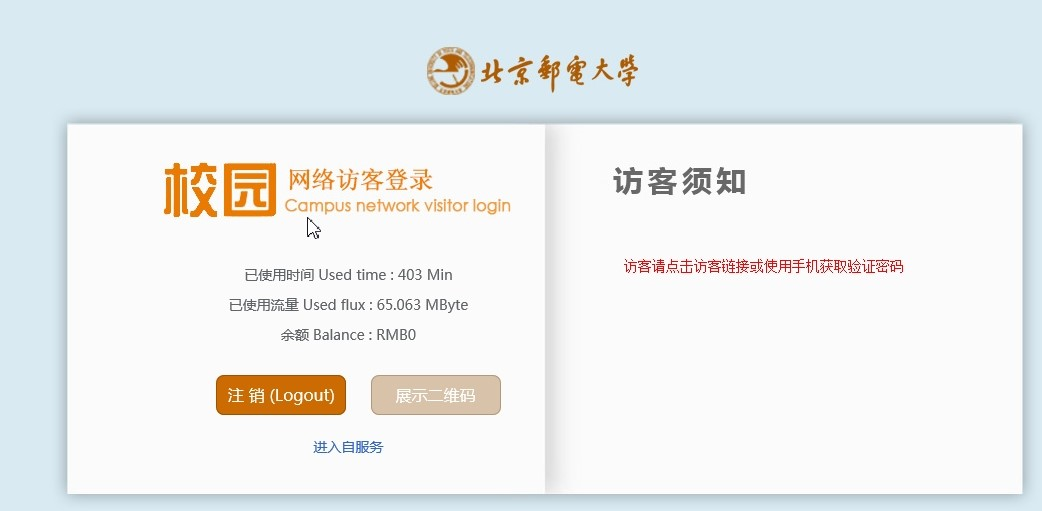 北京郵電大學
校园 网络访客登录
Campus network visitor login
已使用时间 Used time : 403 Min
已使用流量 Used flux : 65.063 MByte
余额 Balance : RMB0
注 销 (Logout)
展示二维码
进入自服务
访客须知
访客请点击访客链接或使用手机获取验证密码